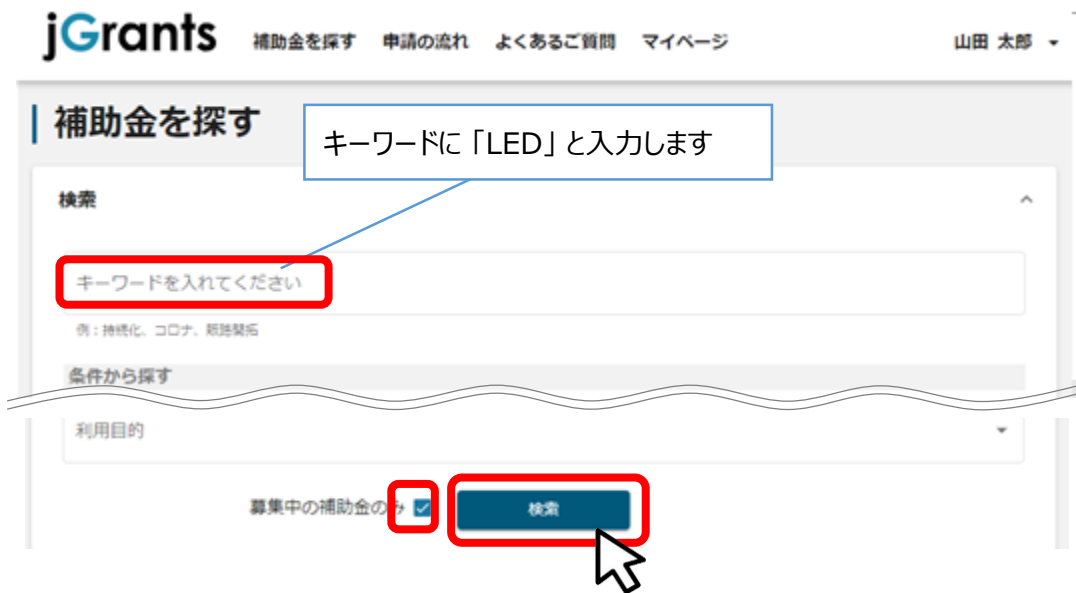 jGrants 補助金を探す 申請の流れ よくあるご質問 マイページ 山田 太郎
補助金を探す
キーワードに「LED」と入力します
検索
キーワードを入れてください
例：持続化、コロナ、販路開拓
条件から探す
利用目的
募集中の補助金のみ 検索